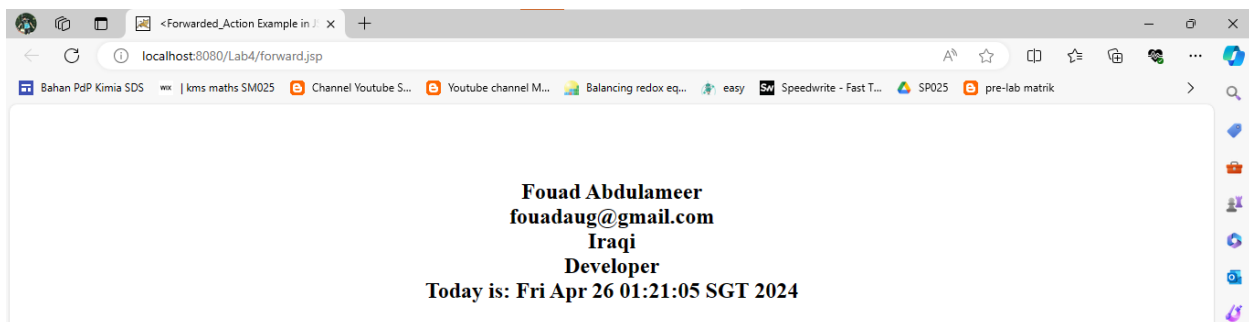 <Forwarded_Action Example in J
localhost:8080/Lab4/forward.jsp
Bahan PdP Kimia SDS WIX | kms maths SM025 Channel Youtube S... Youtube channel M... Balancing redox eq... easy SW Speedwrite - Fast T... SP025 pre-lab matrik
Fouad Abdulameer
fouadaug@gmail.com
Iraqi
Developer
Today is: Fri Apr 26 01:21:05 SGT 2024